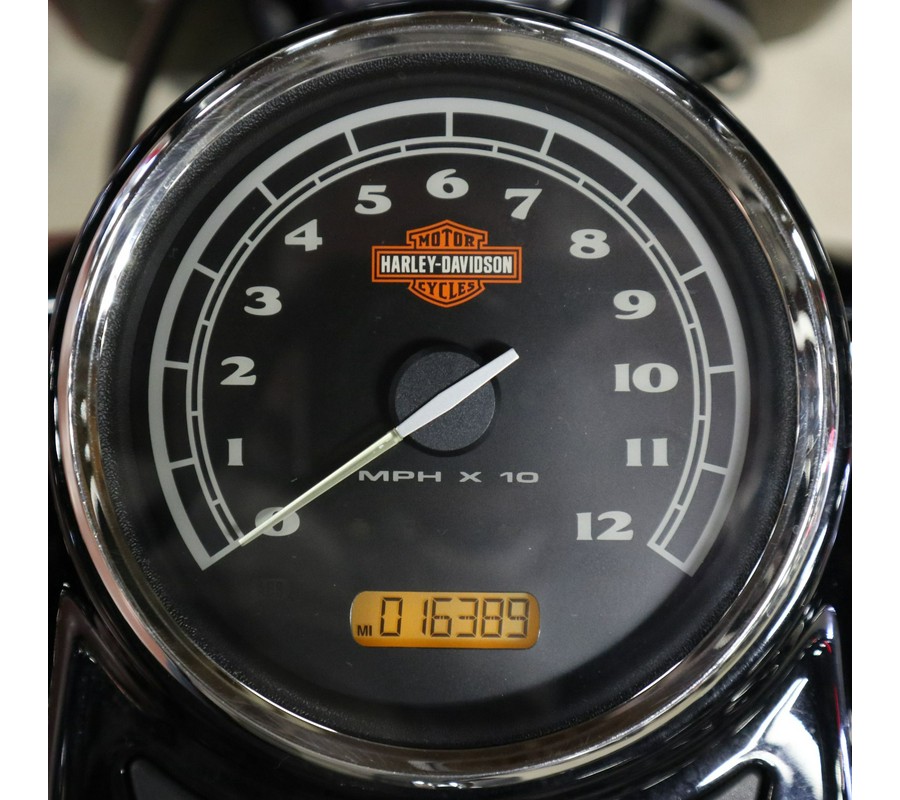 6
5 7
4 8
MOTOR
HARLEY-DAVIDSON
CYCLES
3 9
2 10
1 11
MPH X 10
0 12
MI 016389